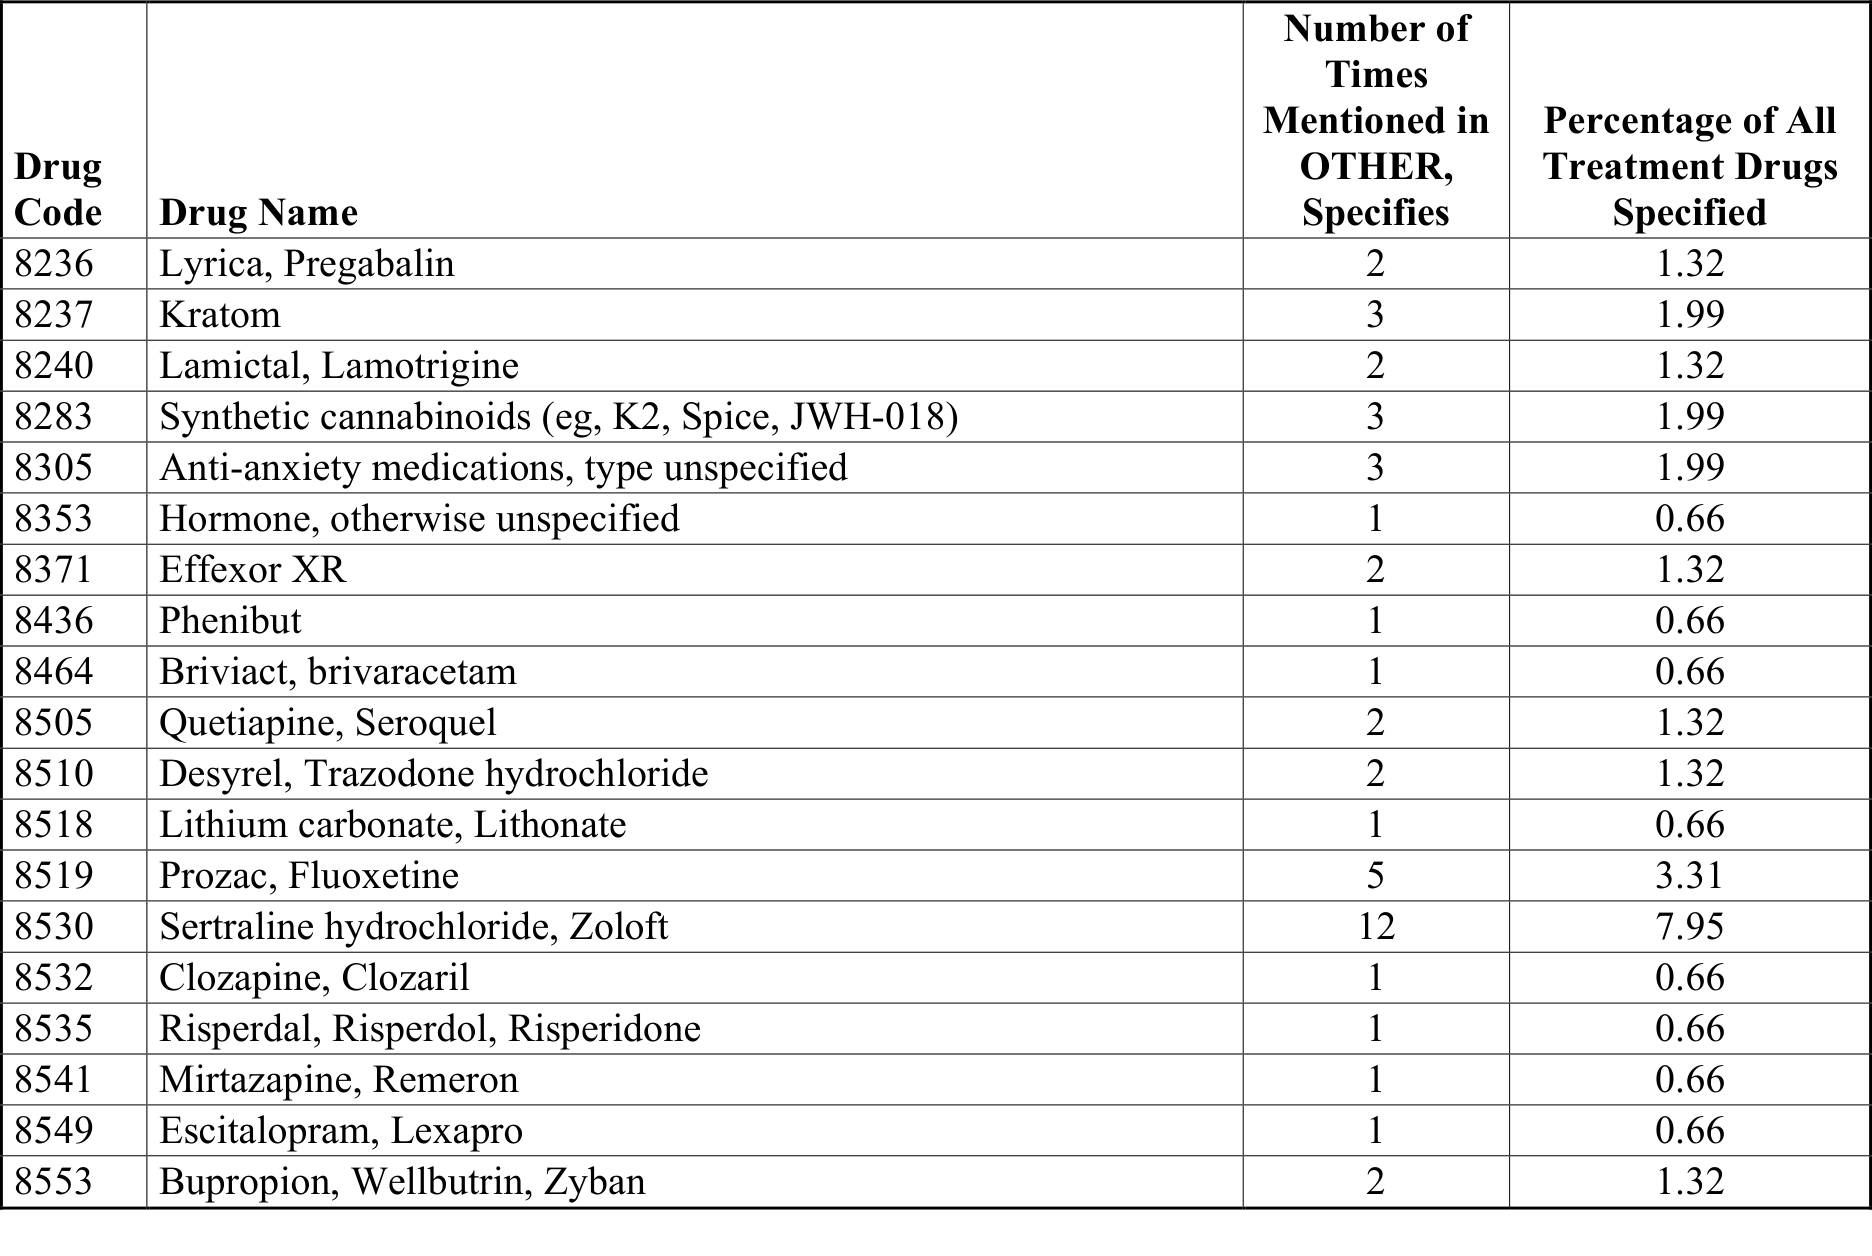 Drug Code | Drug Name | Number of Times Mentioned in OTHER, Specifies | Percentage of All Treatment Drugs Specified
8236 | Lyrica, Pregabalin | 2 | 1.32
8237 | Kratom | 3 | 1.99
8240 | Lamictal, Lamotrigine | 2 | 1.32
8283 | Synthetic cannabinoids (eg, K2, Spice, JWH-018) | 3 | 1.99
8305 | Anti-anxiety medications, type unspecified | 3 | 1.99
8353 | Hormone, otherwise unspecified | 1 | 0.66
8371 | Effexor XR | 2 | 1.32
8436 | Phenibut | 1 | 0.66
8464 | Briviact, brivaracetam | 1 | 0.66
8505 | Quetiapine, Seroquel | 2 | 1.32
8510 | Desyrel, Trazodone hydrochloride | 2 | 1.32
8518 | Lithium carbonate, Lithonate | 1 | 0.66
8519 | Prozac, Fluoxetine | 5 | 3.31
8530 | Sertraline hydrochloride, Zoloft | 12 | 7.95
8532 | Clozapine, Clozaril | 1 | 0.66
8535 | Risperdal, Risperdol, Risperidone | 1 | 0.66
8541 | Mirtazapine, Remeron | 1 | 0.66
8549 | Escitalopram, Lexapro | 1 | 0.66
8553 | Bupropion, Wellbutrin, Zyban | 2 | 1.32